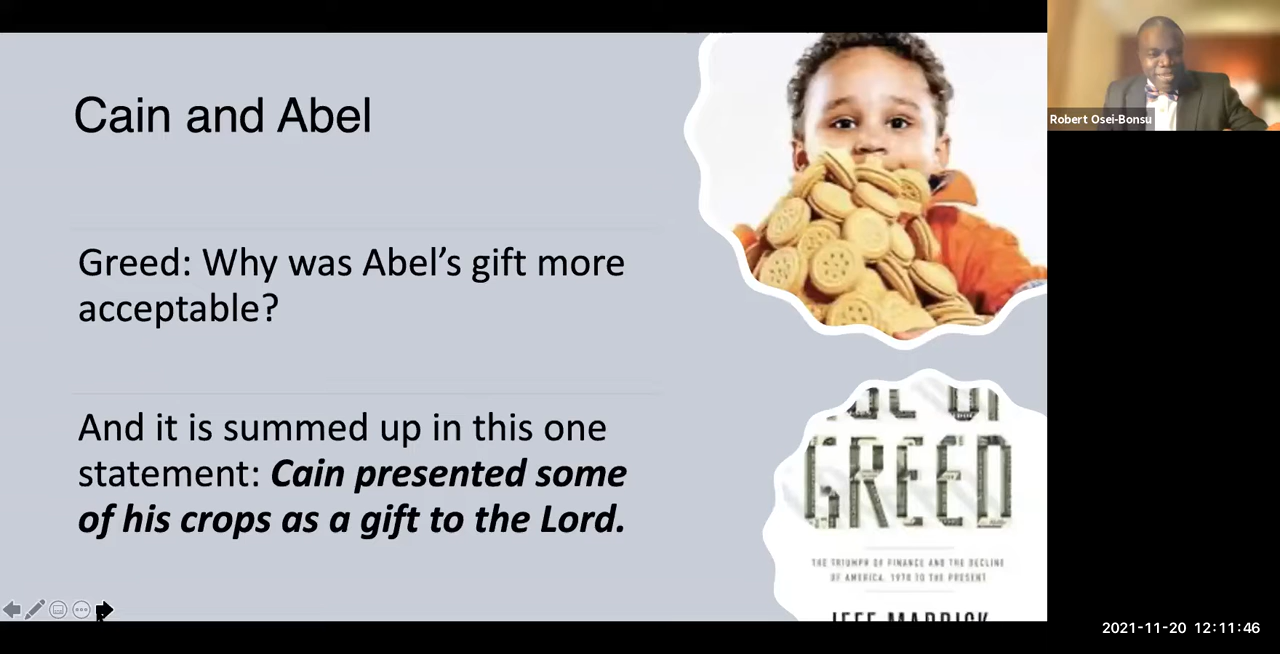 Cain and Abel
Greed: Why was Abel’s gift more
acceptable?
And it is summed up in this one
statement: Cain presented some
of his crops as a gift to the Lord.
GREED
THE TRIUMPH OF FINANCE AND THE DECLINE
OF AMERICA, 1970 TO THE PRESENT
Robert Osei-Bonsu
2021-11-20 12:11:46